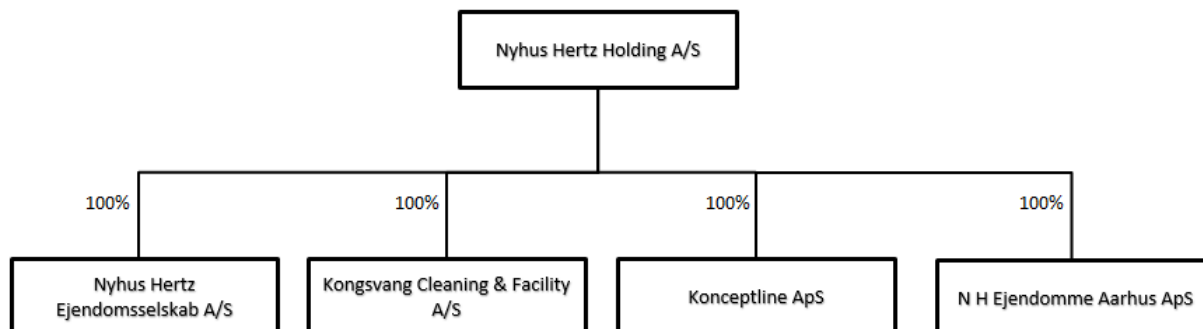 Nyhus Hertz Holding A/S
100%
100%
100%
100%
Nyhus Hertz
Ejendomsselskab A/S
Kongsvang Cleaning & Facility
A/S
Konceptline ApS
N H Ejendomme Aarhus ApS